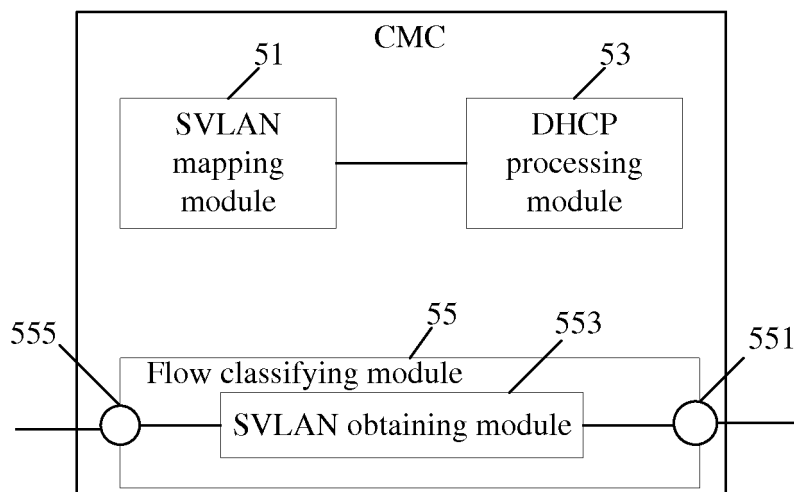 CMC
51
53
SVLAN
mapping
module
DHCP
processing
module
555
55
553
551
Flow classifying module
SVLAN obtaining module